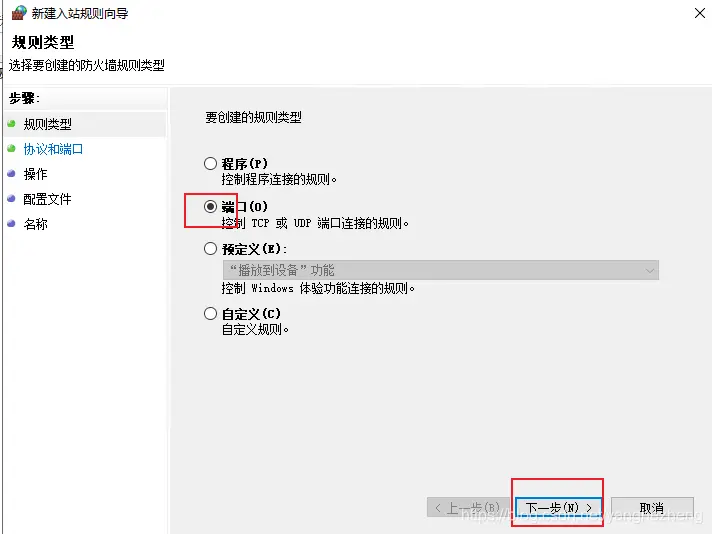 新建入站规则向导
规则类型
选择要创建的防火墙规则类型
步骤:
规则类型
协议和端口
操作
配置文件
名称
要创建的规则类型
程序(P)
控制程序连接的规则。
端口(O)
控制 TCP 或 UDP 端口连接的规则。
预定义(E):
“播放到设备”功能
控制 Windows 体验功能连接的规则。
自定义(C)
自定义规则。
< 上一步(B)
下一步(N) >
取消